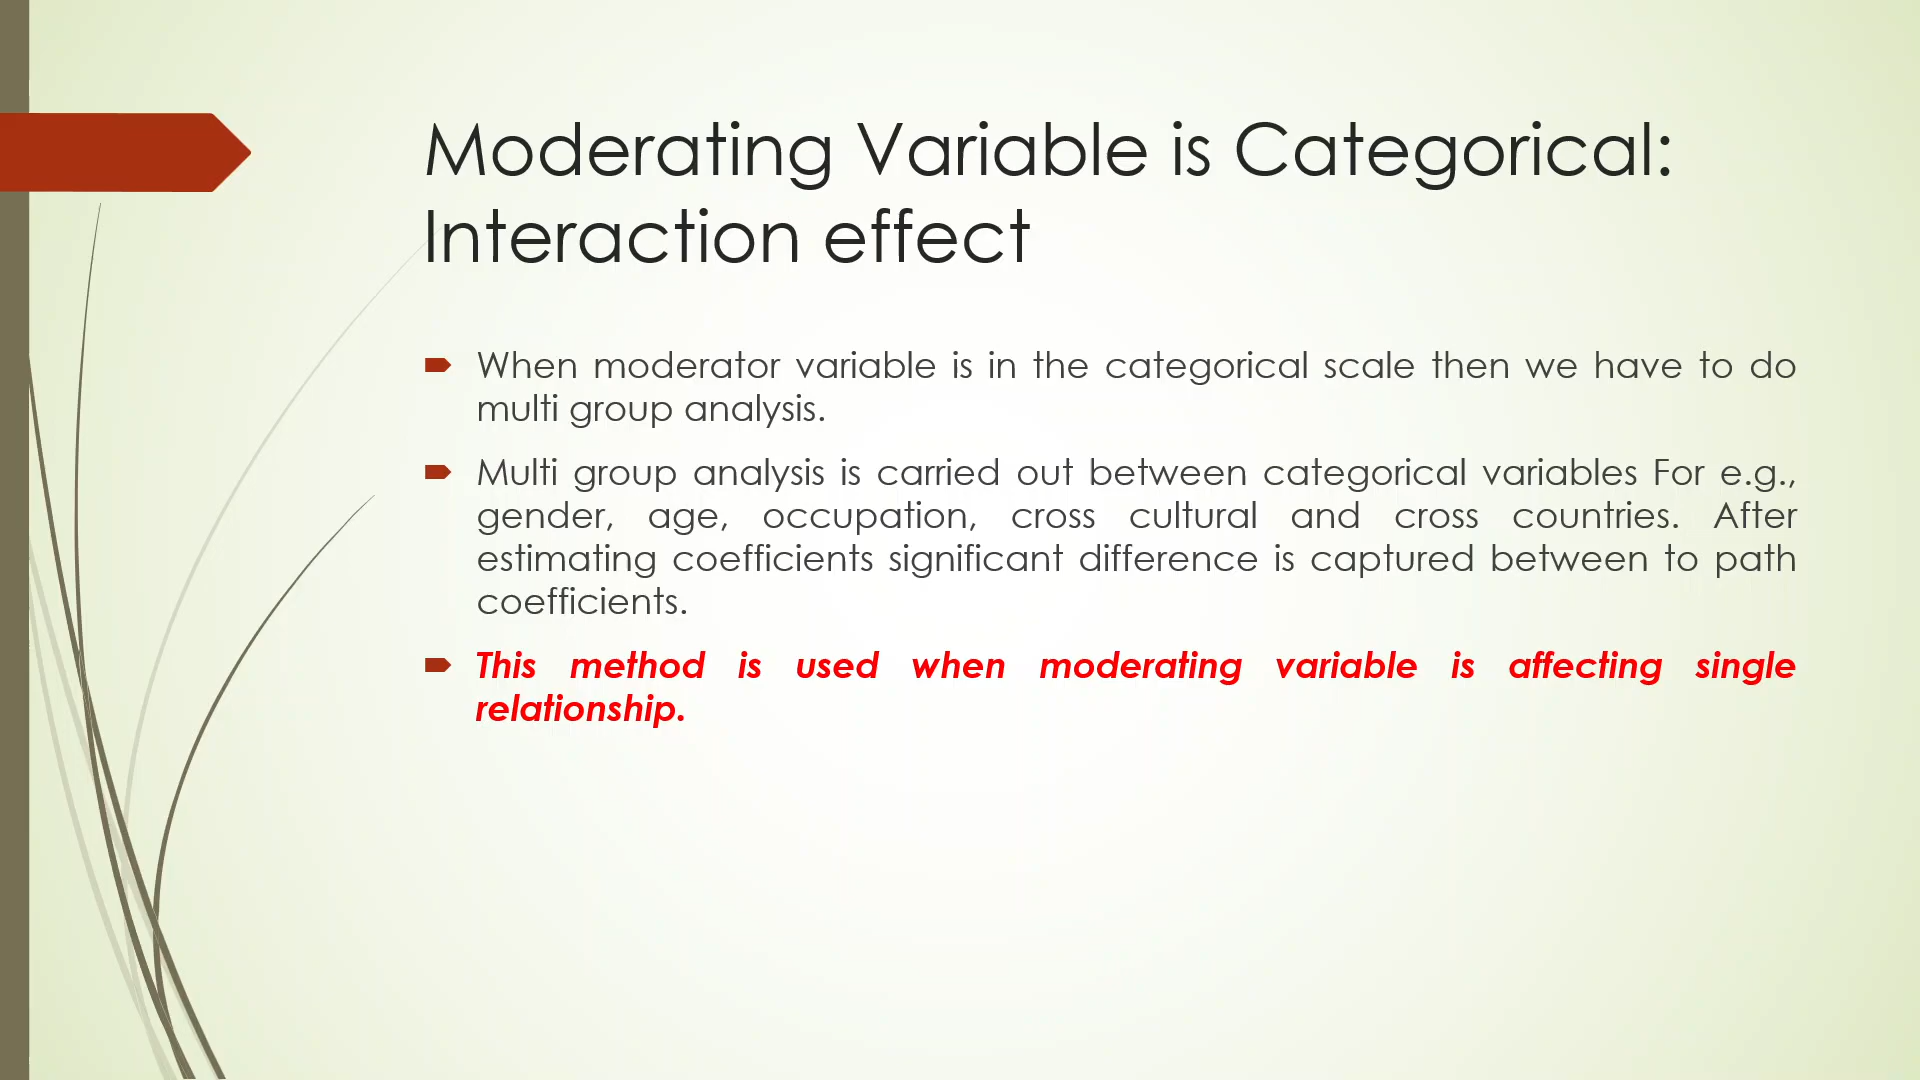 Moderating Variable is Categorical:
Interaction effect
When moderator variable is in the categorical scale then we have to do
multi group analysis.
Multi group analysis is carried out between categorical variables For e.g.,
gender, age, occupation, cross cultural and cross countries. After
estimating coefficients significant difference is captured between to path
coefficients.
This method is used when moderating variable is affecting single
relationship.